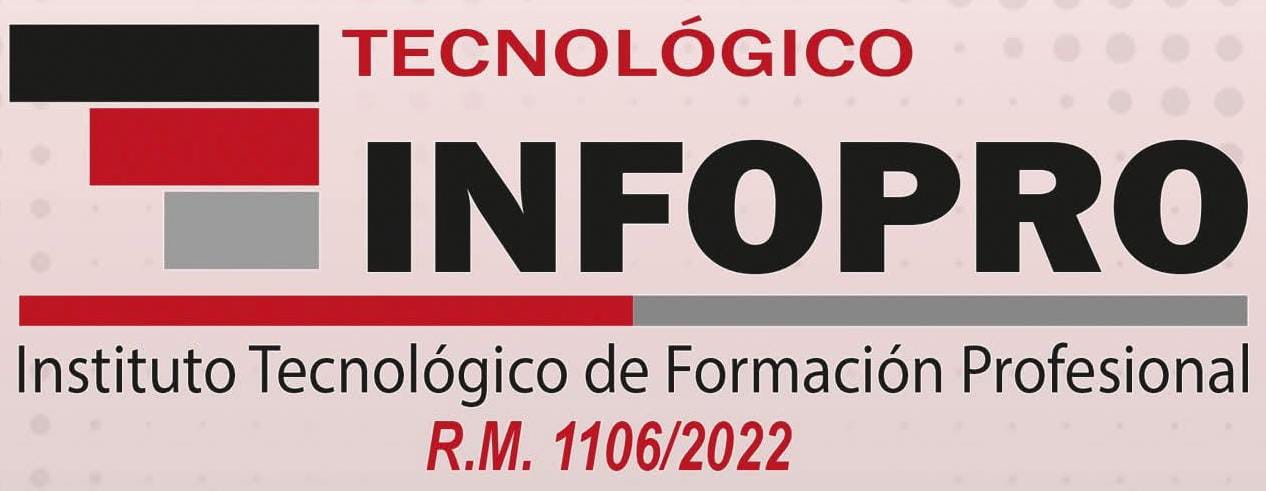 TECNOLÓGICO
INFOPRO
Instituto Tecnológico de Formación Profesional
R.M. 1106/2022